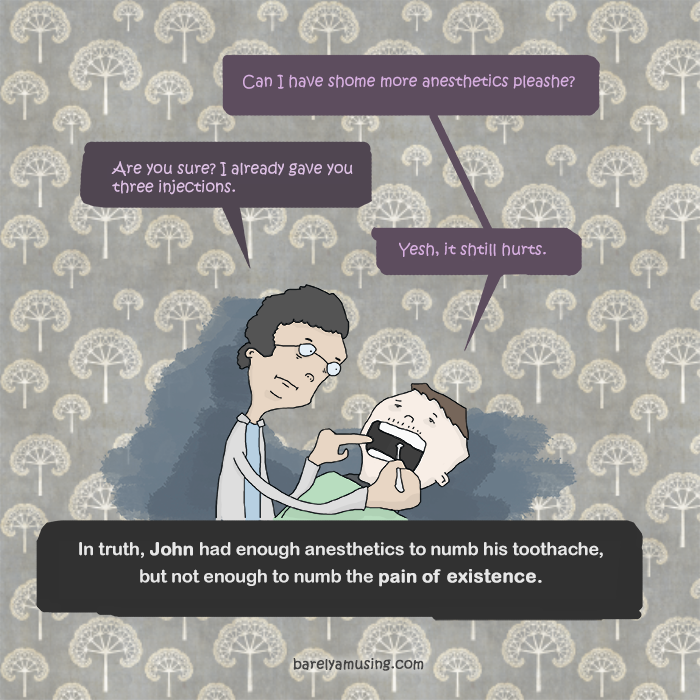 Can I have shome more anesthetics pleashe?
Are you sure? I already gave you
three injections.
Yesh, it shtill hurts.
In truth, John had enough anesthetics to numb his toothache,
but not enough to numb the pain of existence.
barelyamusing.com